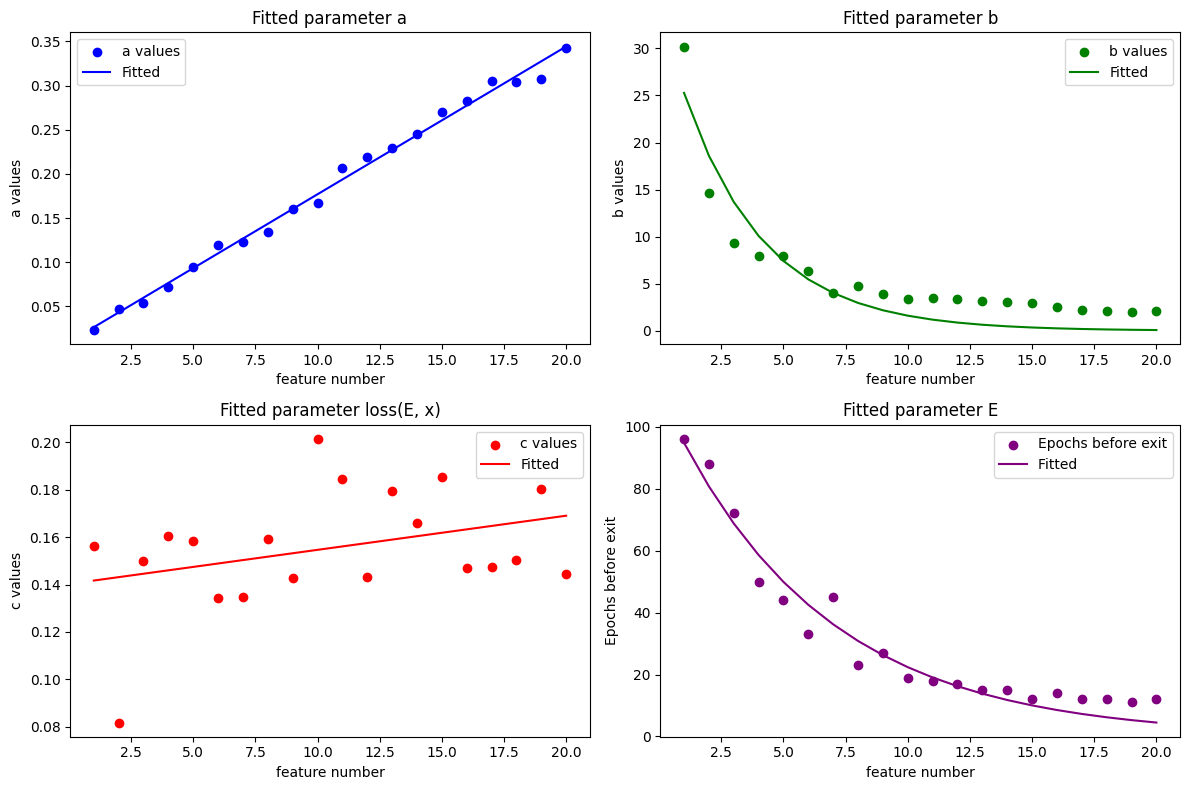 Fitted parameter a
a values
Fitted
a values
0.35
0.30
0.25
0.20
0.15
0.10
0.05
2.5 5.0 7.5 10.0 12.5 15.0 17.5 20.0
feature number
Fitted parameter b
b values
Fitted
b values
30
25
20
15
10
5
0
2.5 5.0 7.5 10.0 12.5 15.0 17.5 20.0
feature number
Fitted parameter loss(E, x)
c values
Fitted
c values
0.20
0.18
0.16
0.14
0.12
0.10
0.08
2.5 5.0 7.5 10.0 12.5 15.0 17.5 20.0
feature number
Fitted parameter E
Epochs before exit
Fitted
Epochs before exit
100
80
60
40
20
0
2.5 5.0 7.5 10.0 12.5 15.0 17.5 20.0
feature number